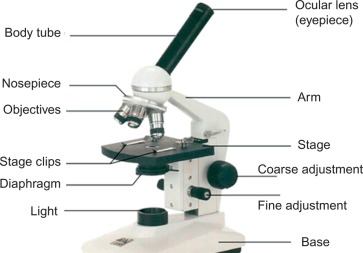 Ocular lens
(eyepiece)
Body tube
Nosepiece
Objectives
Arm
Stage
Stage clips
Coarse adjustment
Diaphragm
Fine adjustment
Light
Base